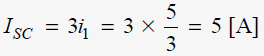 I_SC = 3i_1 = 3 × 5/3 = 5 [A]